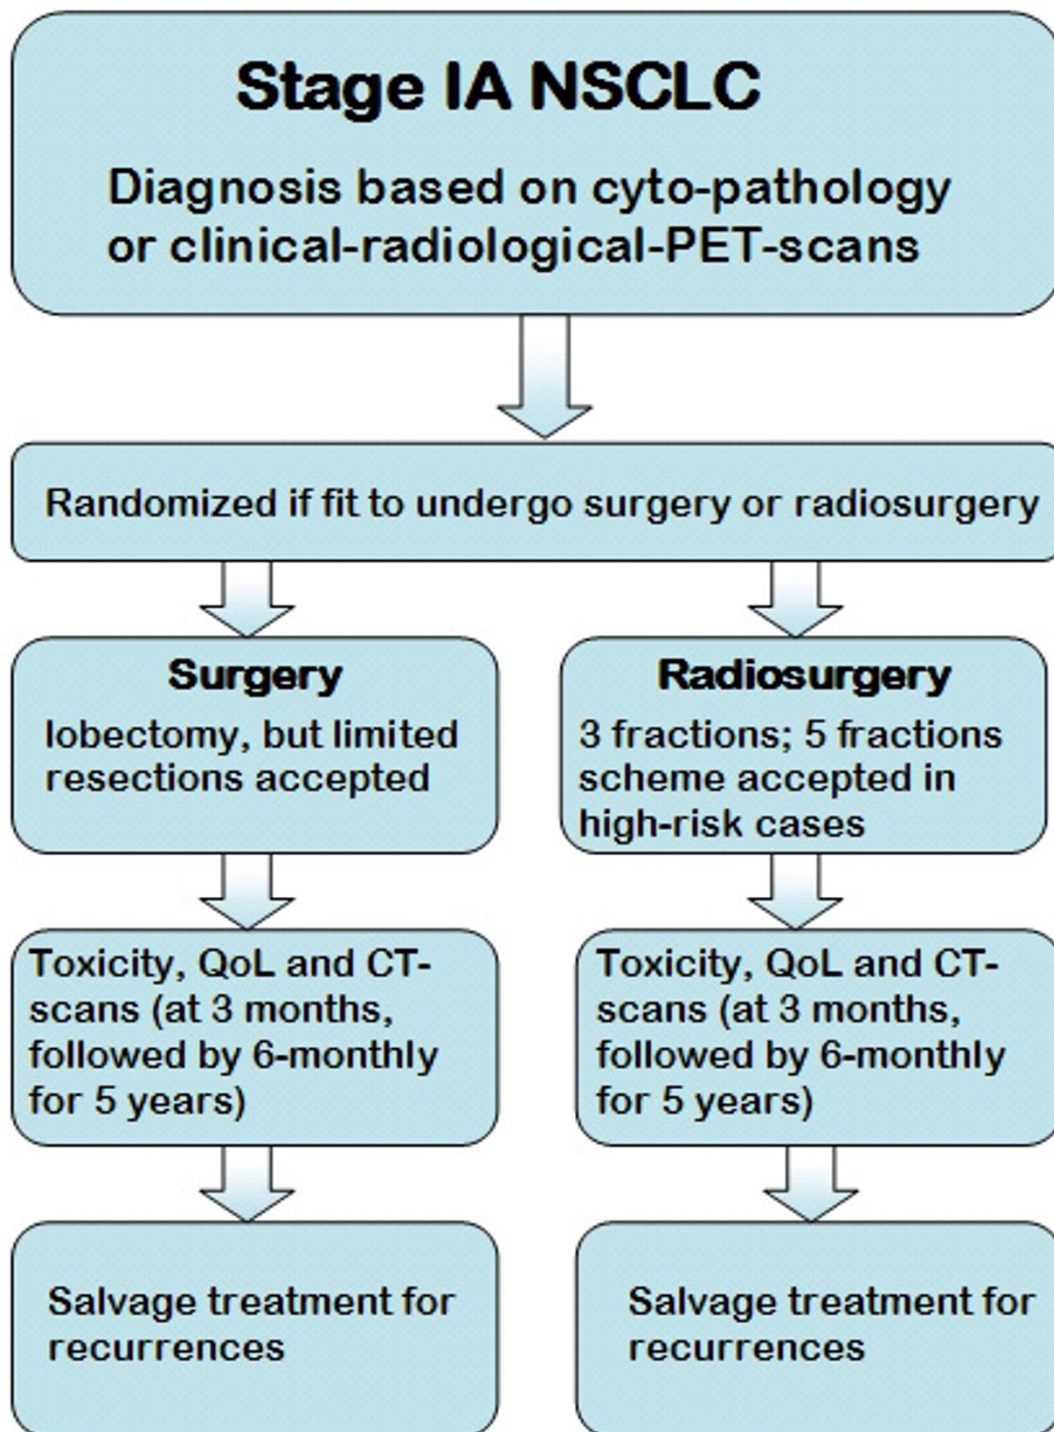 Stage IA NSCLC
Diagnosis based on cyto-pathology
or clinical-radiological-PET-scans
Randomized if fit to undergo surgery or radiosurgery
Surgery
lobectomy, but limited
resections accepted
Radiosurgery
3 fractions; 5 fractions
scheme accepted in
high-risk cases
Toxicity, QoL and CT-
scans (at 3 months,
followed by 6-monthly
for 5 years)
Toxicity, QoL and CT-
scans (at 3 months,
followed by 6-monthly
for 5 years)
Salvage treatment for
recurrences
Salvage treatment for
recurrences